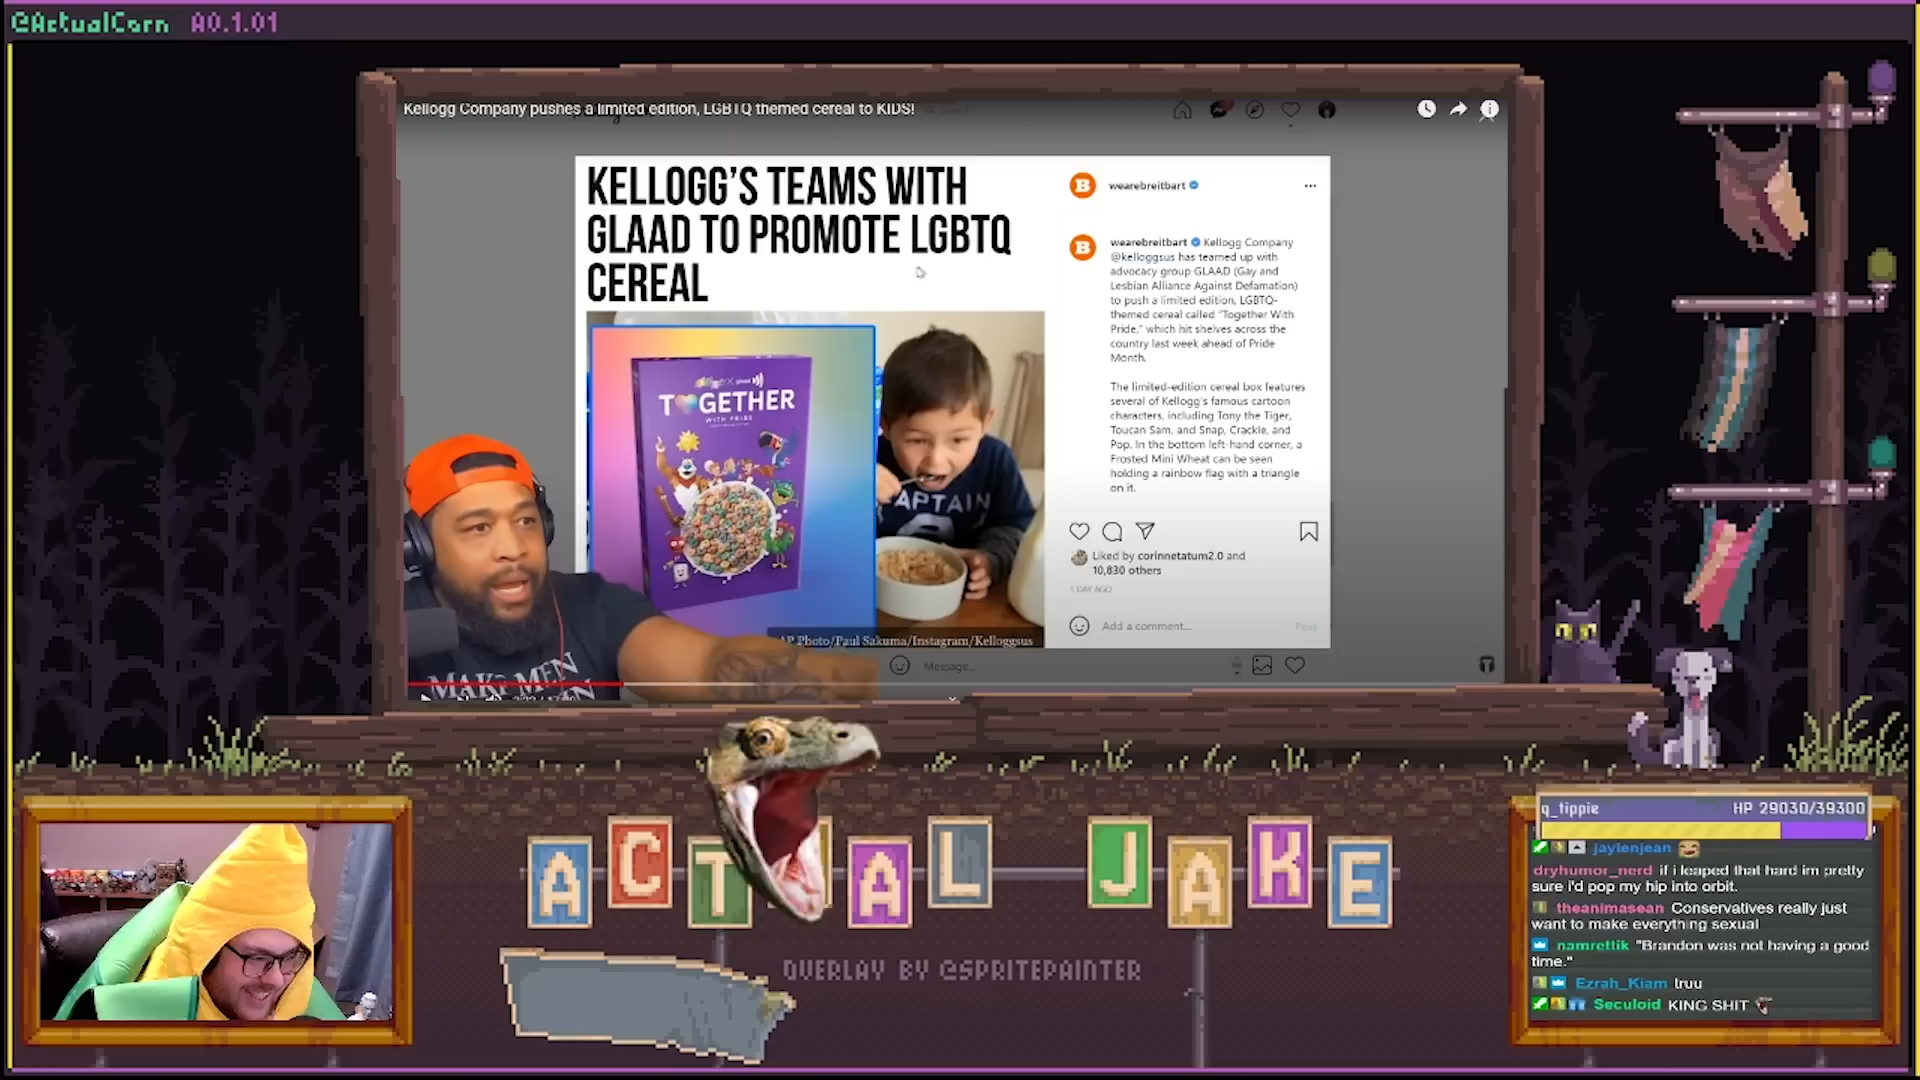 @ActualCorn A0.1.01
Kellogg Company pushes a limited edition, LGBTQ themed cereal to KIDS!
KELLOGG'S TEAMS WITH
GLAAD TO PROMOTE LGBTQ
CEREAL
TOGETHER
WITH PRIDE
APTAIN
AP Photo/Paul Sakuma/Instagram/Kelloggsus
wearebreitbart
wearebreitbart Kellogg Company
@kelloggsus has teamed up with
advocacy group GLAAD (Gay and
Lesbian Alliance Against Defamation)
to push a limited edition, LGBTQ-
themed cereal called "Together With
Pride," which hit shelves across the
country last week ahead of Pride
Month.
The limited-edition cereal box features
several of Kellogg's famous cartoon
characters, including Tony the Tiger,
Toucan Sam, and Snap, Crackle, and
Pop. In the bottom left-hand corner, a
Frosted Mini Wheat can be seen
holding a rainbow flag with a triangle
on it.
Liked by corinnetatum2.0 and
10,830 others
1 DAY AGO
Add a comment... Post
Message...
MAKE MEN
ACT AL JAKE
OVERLAY BY @SPRITEPAINTER
q_tippie HP 29030/39300
jaylenjean
dryhumor_nerd if i leaped that hard im pretty
sure i'd pop my hip into orbit.
theanimasean Conservatives really just
want to make everything sexual
namrettik "Brandon was not having a good
time."
Ezrah_Kiam truu
Seculoid KING SHIT